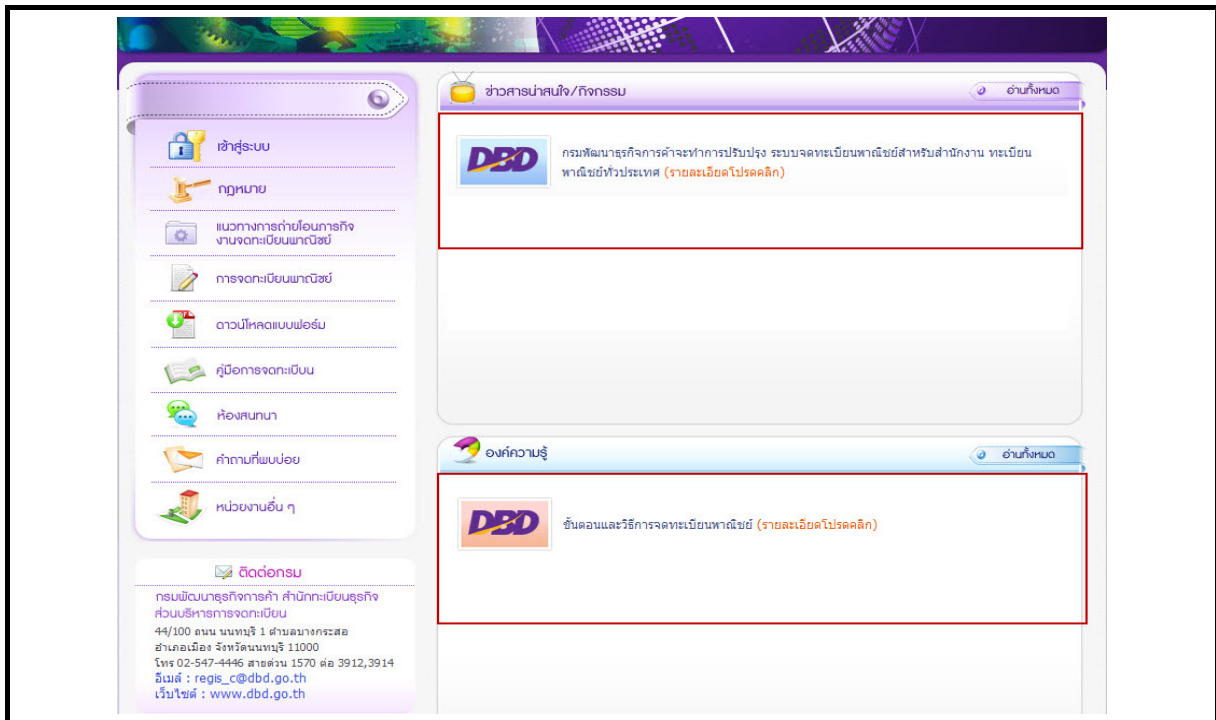 เข้าสู่ระบบ
กฎหมาย
แนวทางการถ่ายโอนภารกิจ
งานจดทะเบียนพาณิชย์
การจดทะเบียนพาณิชย์
ดาวน์โหลดแบบฟอร์ม
คู่มือการจดทะเบียน
ห้องสนทนา
คำถามที่พบบ่อย
หน่วยงานอื่น ๆ
ติดต่อกรม
กรมพัฒนาธุรกิจการค้า สำนักทะเบียนธุรกิจ
ส่วนบริหารการจดทะเบียน
44/100 ถนน นนทบุรี 1 ตำบลบางกระสอ
อำเภอเมือง จังหวัดนนทบุรี 11000
โทร 02-547-4446 สายด่วน 1570 ต่อ 3912,3914
อีเมล์ : regis_c@dbd.go.th
เว็บไซต์ : www.dbd.go.th
ข่าวสารน่าสนใจ/กิจกรรม
อ่านทั้งหมด
DBD
กรมพัฒนาธุรกิจการค้าจะทำการปรับปรุง ระบบจดทะเบียนพาณิชย์สำหรับสำนักงาน ทะเบียน
พาณิชย์ทั่วประเทศ (รายละเอียดโปรดคลิก)
องค์ความรู้
อ่านทั้งหมด
DBD
ขั้นตอนและวิธีการจดทะเบียนพาณิชย์ (รายละเอียดโปรดคลิก)